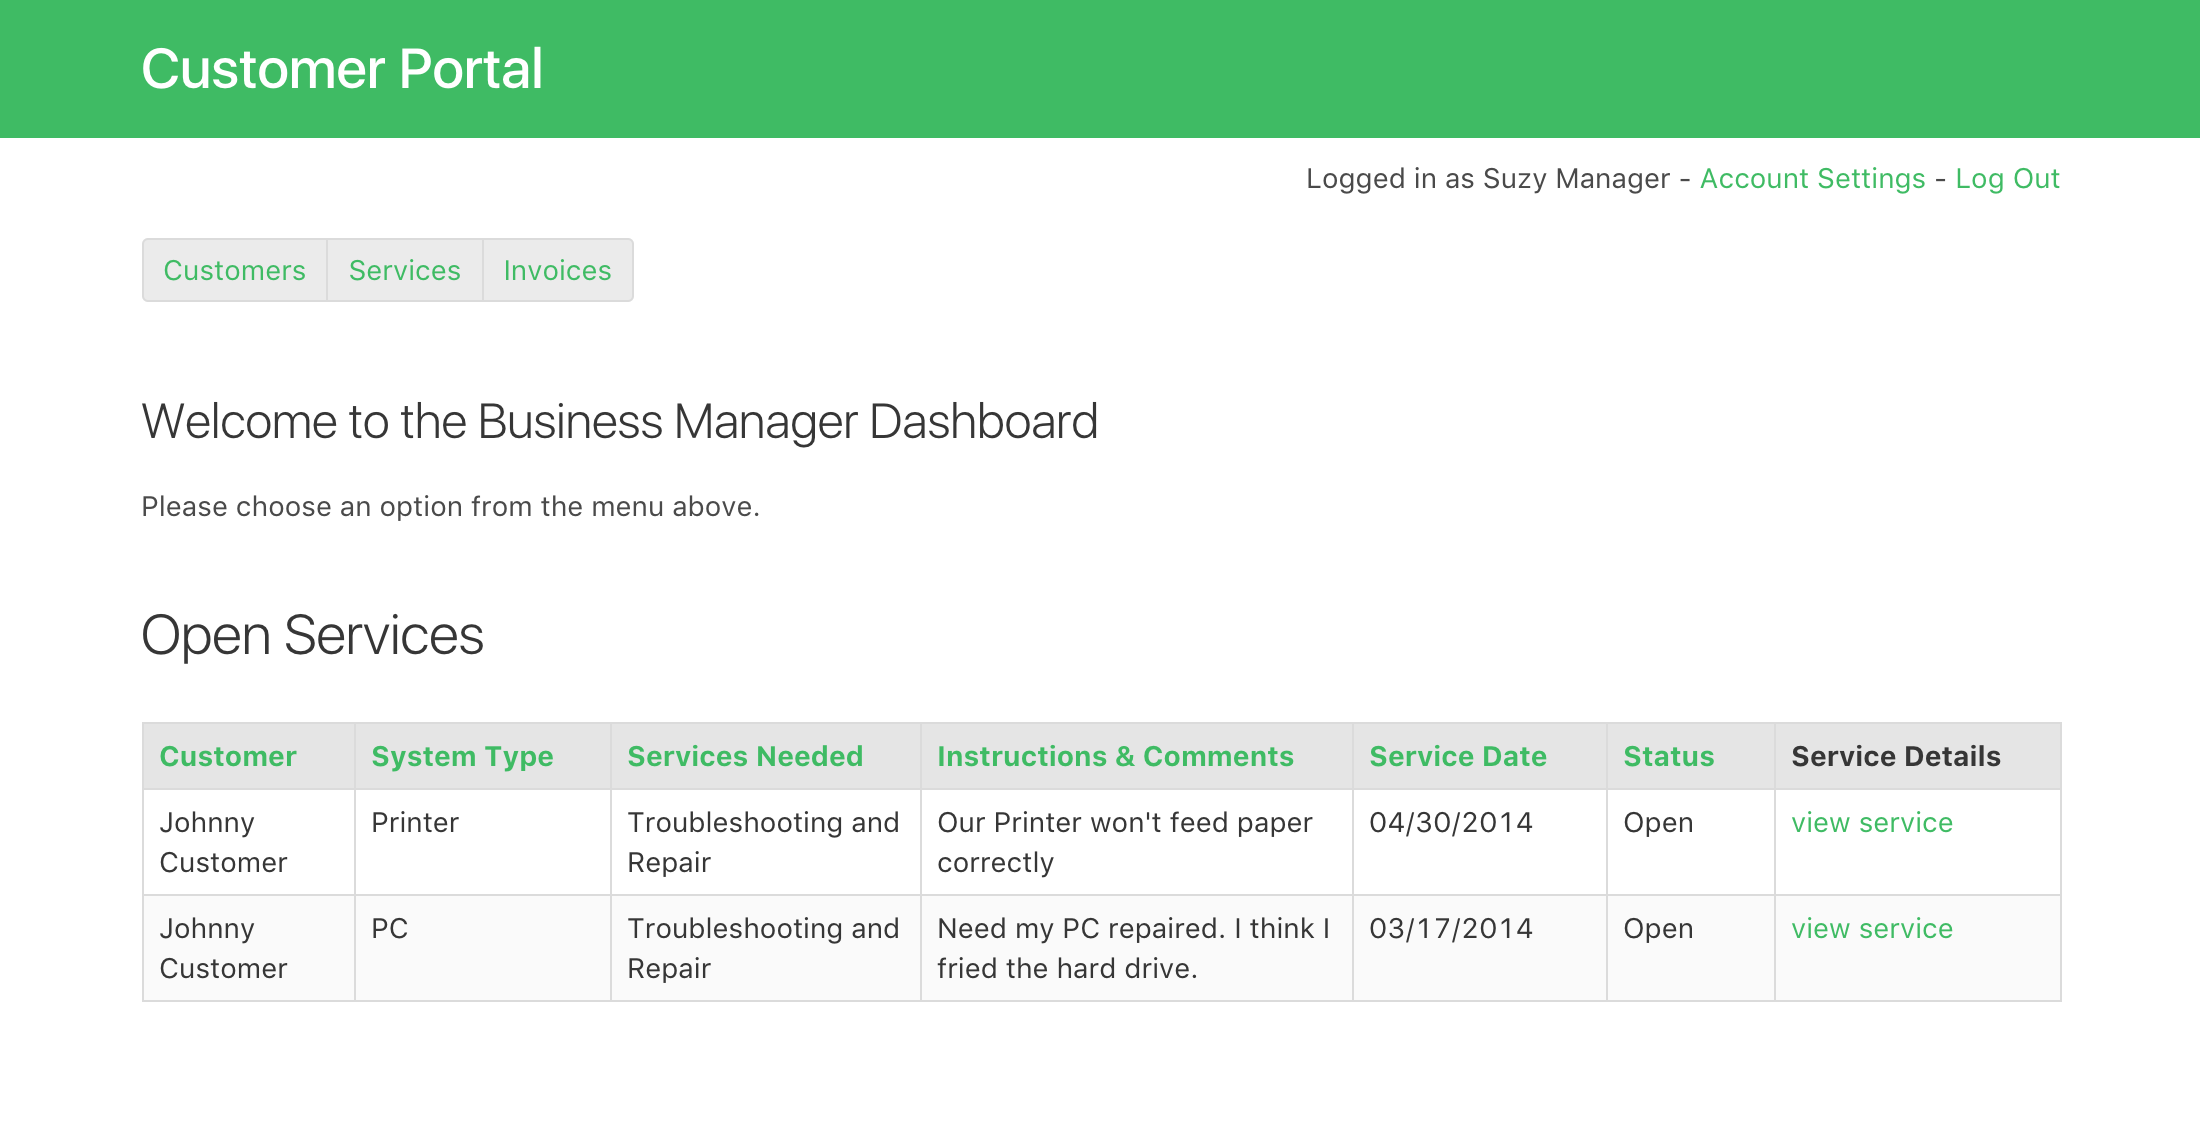 Customer Portal
Logged in as Suzy Manager - Account Settings - Log Out
Customers Services Invoices
Welcome to the Business Manager Dashboard
Please choose an option from the menu above.
Open Services
Customer System Type Services Needed Instructions & Comments Service Date Status Service Details
Johnny Printer Troubleshooting and Our Printer won't feed paper 04/30/2014 Open view service
Customer Repair correctly
Johnny PC Troubleshooting and Need my PC repaired. I think I 03/17/2014 Open view service
Customer Repair fried the hard drive.